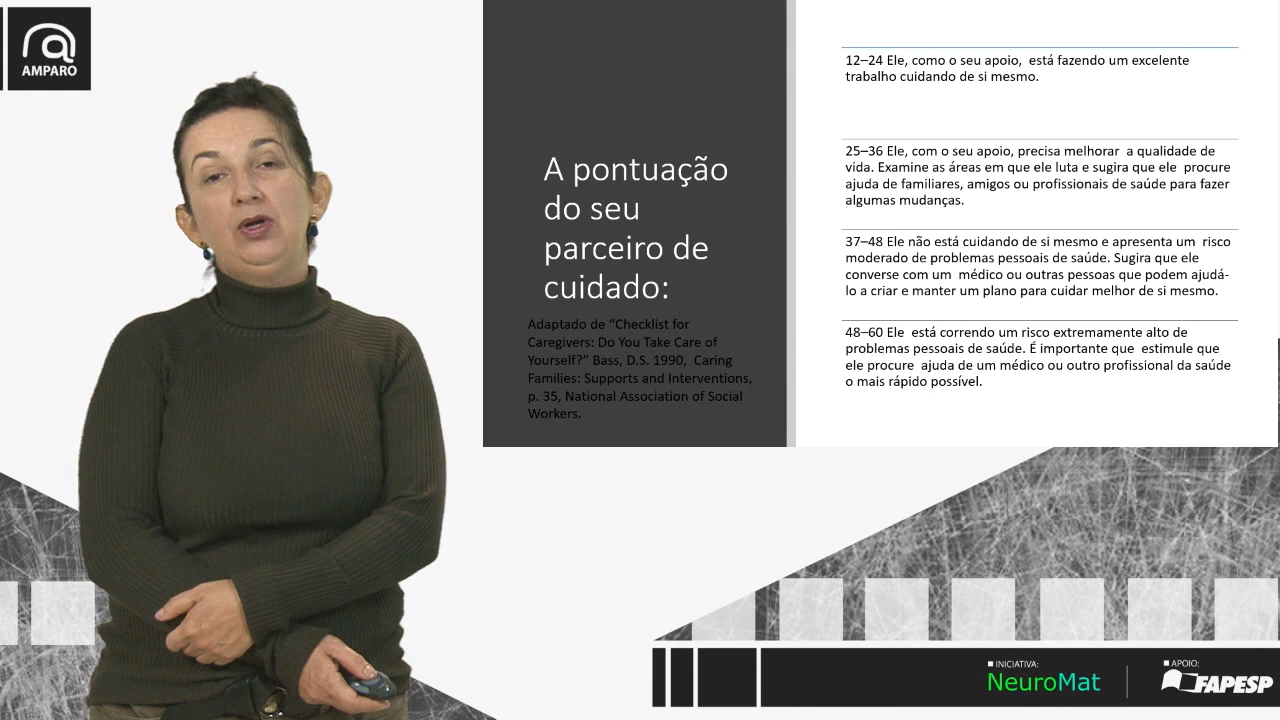 AMPARO
A pontuação
do seu
parceiro de
cuidado:
Adaptado de “Checklist for
Caregivers: Do You Take Care of
Yourself?” Bass, D.S. 1990,  Caring
Families: Supports and Interventions,
p. 35, National Association of Social
Workers.
12–24 Ele, como o seu apoio,  está fazendo um excelente
trabalho cuidando de si mesmo.
25–36 Ele, com o seu apoio, precisa melhorar  a qualidade de
vida. Examine as áreas em que ele luta e sugira que ele  procure
ajuda de familiares, amigos ou profissionais de saúde para fazer
algumas mudanças.
37–48 Ele não está cuidando de si mesmo e apresenta um  risco
moderado de problemas pessoais de saúde. Sugira que ele
converse com um  médico ou outras pessoas que podem ajudá-
lo a criar e manter um plano para cuidar melhor de si mesmo.
48–60 Ele  está correndo um risco extremamente alto de
problemas pessoais de saúde. É importante que  estimule que
ele procure  ajuda de um médico ou outro profissional da saúde
o mais rápido possível.
INICIATIVA:
NeuroMat
APOIO:
FAPESP